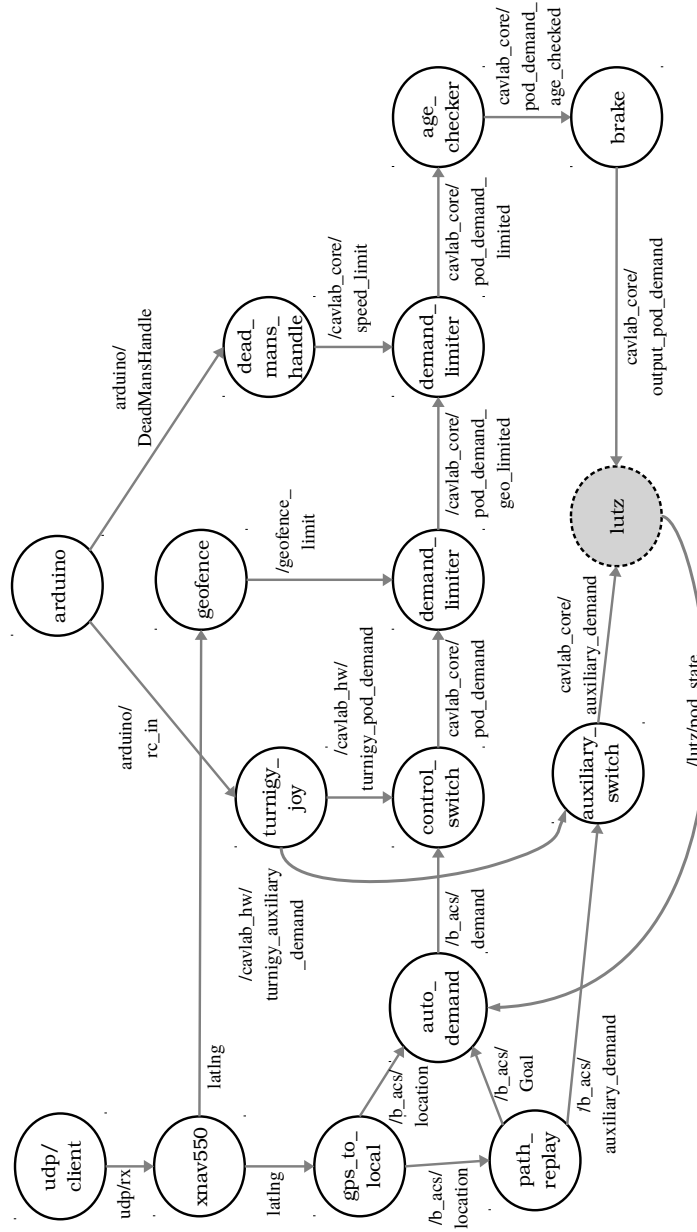 udp/
client
udp/rx
xnav550
latlng
latlng
gps_to_
local
/b_acs/
location
/b_acs/
location
path_
replay
/b_acs/
Goal
/b_acs/
auxiliary_demand
auto_
demand
/b_acs/
demand
arduino
arduino/
rc_in
arduino/
DeadMansHandle
turnigy_
joy
/cavlab_hw/
turnigy_auxiliary
_demand
/cavlab_hw/
turnigy_pod_demand
control_
switch
cavlab_core/
pod_demand
geofence
/geofence_
limit
demand_
limiter
/cavlab_core/
pod_demand_
geo_limited
dead_
mans_
handle
/cavlab_core/
speed_limit
demand_
limiter
cavlab_core/
pod_demand_
limited
age_
checker
cavlab_core/
pod_demand_
age_checked
brake
cavlab_core/
output_pod_demand
auxiliary_
switch
cavlab_core/
auxiliary_demand
lutz
/lutz/pod_state